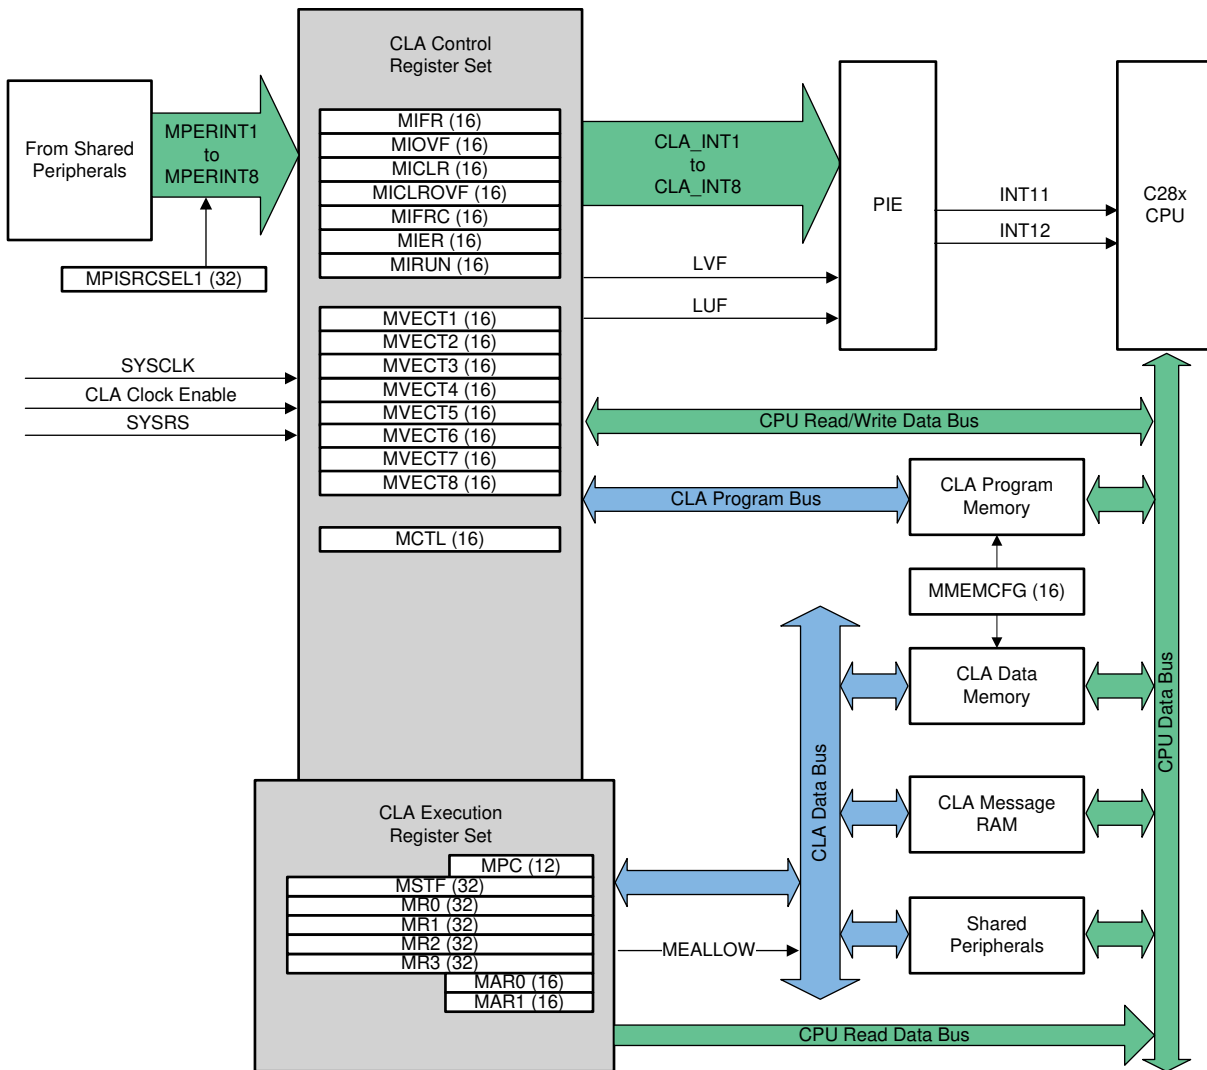 CLA Control
Register Set
From Shared
Peripherals
MPERINT1
to
MPERINT8
MPISRCSEL1 (32)
SYSCLK
CLA Clock Enable
SYSRS
MIFR (16)
MIOVF (16)
MICLR (16)
MICLROVF (16)
MIFRC (16)
MIER (16)
MIRUN (16)
MVECT1 (16)
MVECT2 (16)
MVECT3 (16)
MVECT4 (16)
MVECT5 (16)
MVECT6 (16)
MVECT7 (16)
MVECT8 (16)
MCTL (16)
CLA_INT1
to
CLA_INT8
LVF
LUF
PIE
INT11
INT12
C28x
CPU
CPU Read/Write Data Bus
CLA Program Bus
CLA Program
Memory
MMEMCFG (16)
CLA Data
Memory
CLA Message
RAM
Shared
Peripherals
CLA Data Bus
CPU Data Bus
CLA Execution
Register Set
MPC (12)
MSTF (32)
MR0 (32)
MR1 (32)
MR2 (32)
MR3 (32)
MAR0 (16)
MAR1 (16)
MEALLOW
CPU Read Data Bus